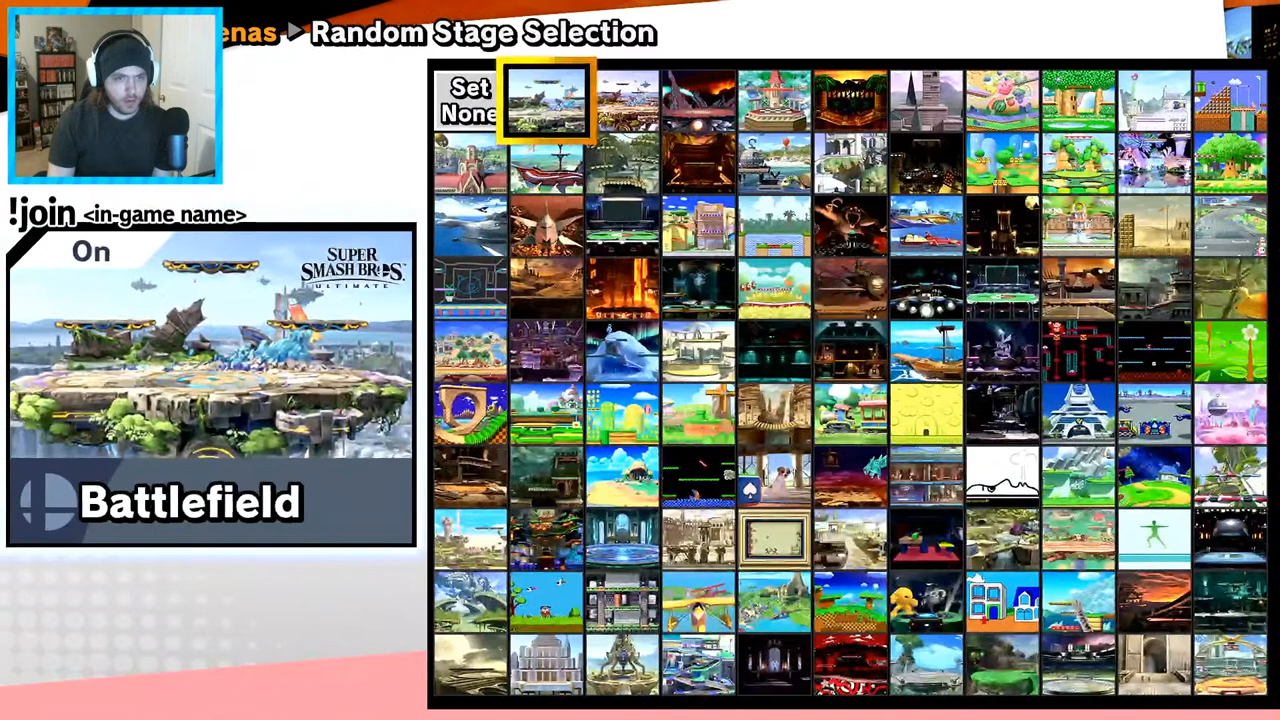 enas ▶ Random Stage Selection
Set
None
!join <in-game name>
On
SUPER
SMASH BROS.
ULTIMATE
Battlefield